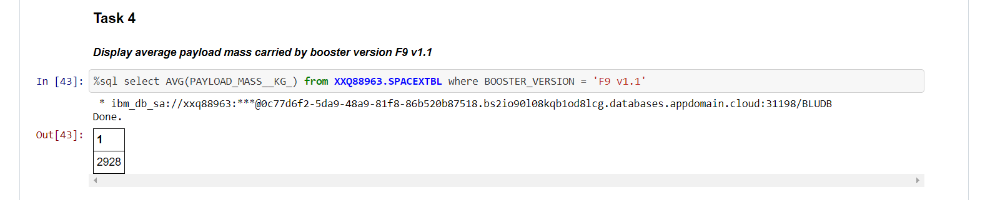 Task 4
Display average payload mass carried by booster version F9 v1.1
In [43]: %sql select AVG(PAYLOAD_MASS__KG_) from XXQ88963.SPACEXTBL where BOOSTER_VERSION = 'F9 v1.1'
* ibm_db_sa://xxq88963:***@0c77d6f2-5da9-48a9-81f8-86b520b87518.bs2io90l08kqb1od8lcg.databases.appdomain.cloud:31198/BLUDB
Done.
Out[43]:
1
2928